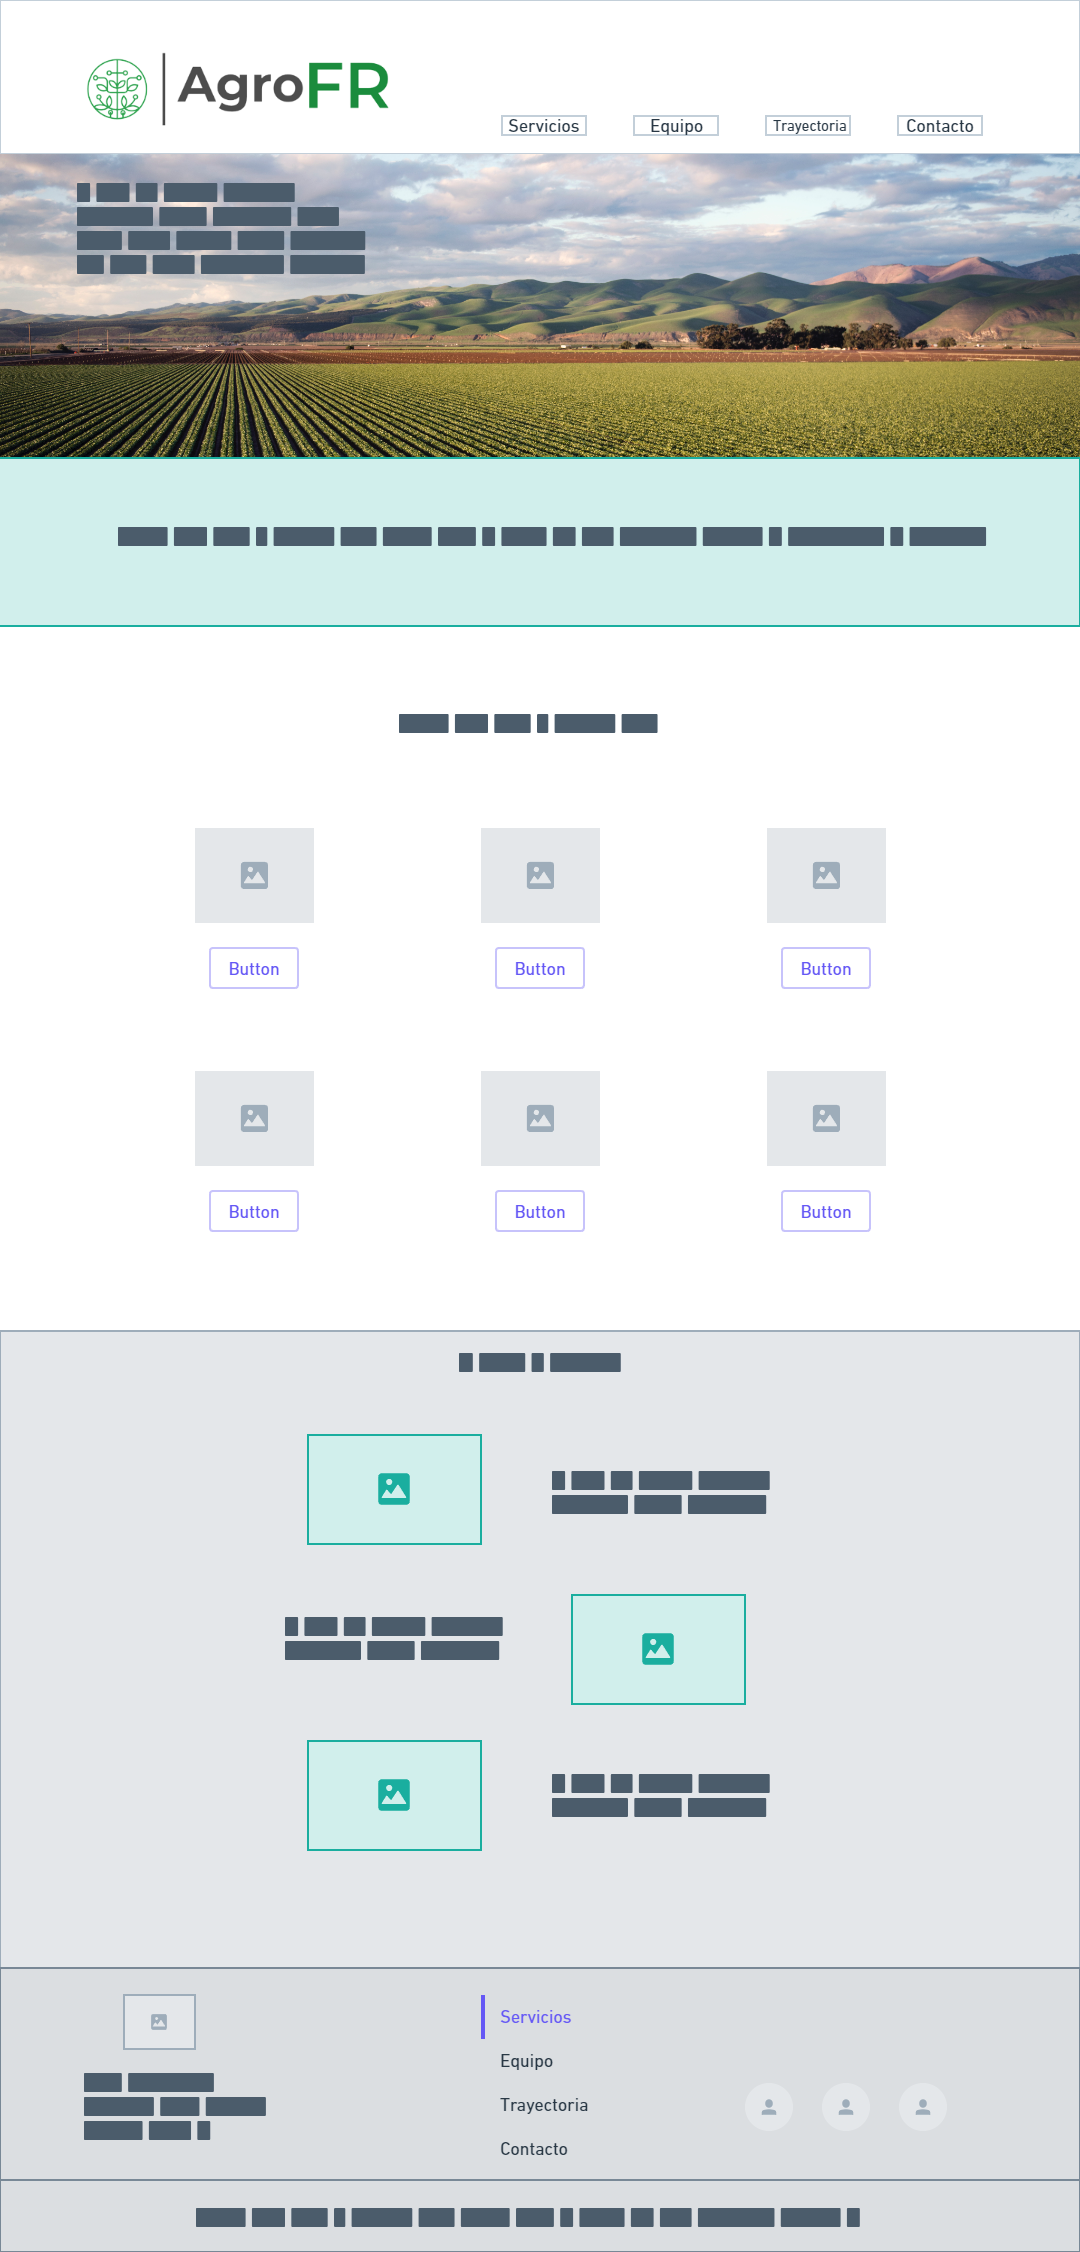 AgroFR
Servicios Equipo Trayectoria Contacto
Button Button Button
Button Button Button
Servicios
Equipo
Trayectoria
Contacto